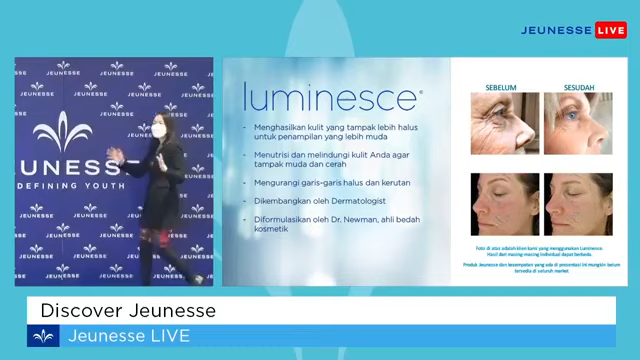 JEUNESSE LIVE
JEUNESSE
JEUNESSE
JEUNESSE
EUNESSE
DEFINING YOUTH
luminesce®
- Menghasilkan kulit yang tampak lebih halus
untuk penampilan yang lebih muda
- Menutrisi dan melindungi kulit Anda agar
tampak muda dan cerah
- Mengurangi garis-garis halus dan kerutan
- Dikembangkan oleh Dermatologist
- Diformulasikan oleh Dr. Newman, ahli bedah
kosmetik
SEBELUM SESUDAH
Foto di atas adalah klien kami yang menggunakan Luminesce.
Hasil dari masing-masing individual dapat berbeda.
Produk Jeunesse dan kesempatan yang ada di presentasi ini mungkin belum
tersedia di seluruh market.
Discover Jeunesse
Jeunesse LIVE